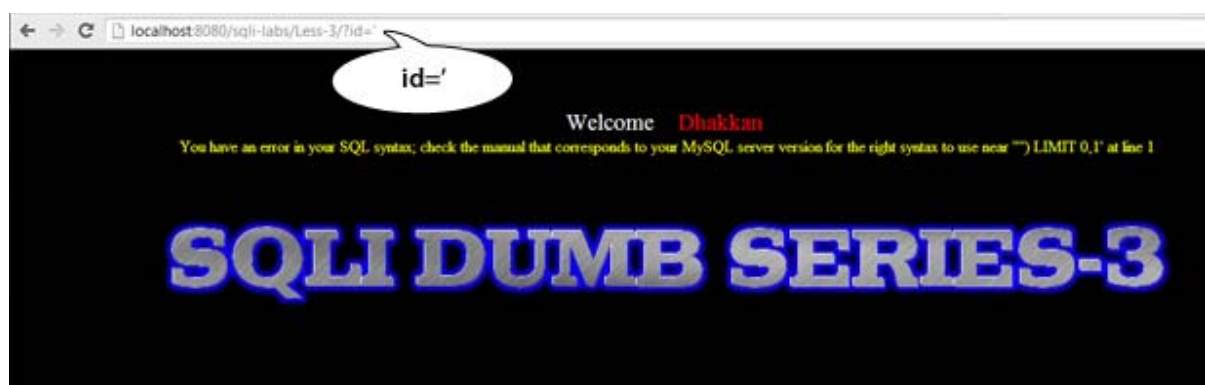 localhost:8080/sqli-labs/Less-3/?id='
id='
Welcome Dhakkan
You have an error in your SQL syntax; check the manual that corresponds to your MySQL server version for the right syntax to use near '''') LIMIT 0,1' at line 1
SQLI DUMB SERIES-3